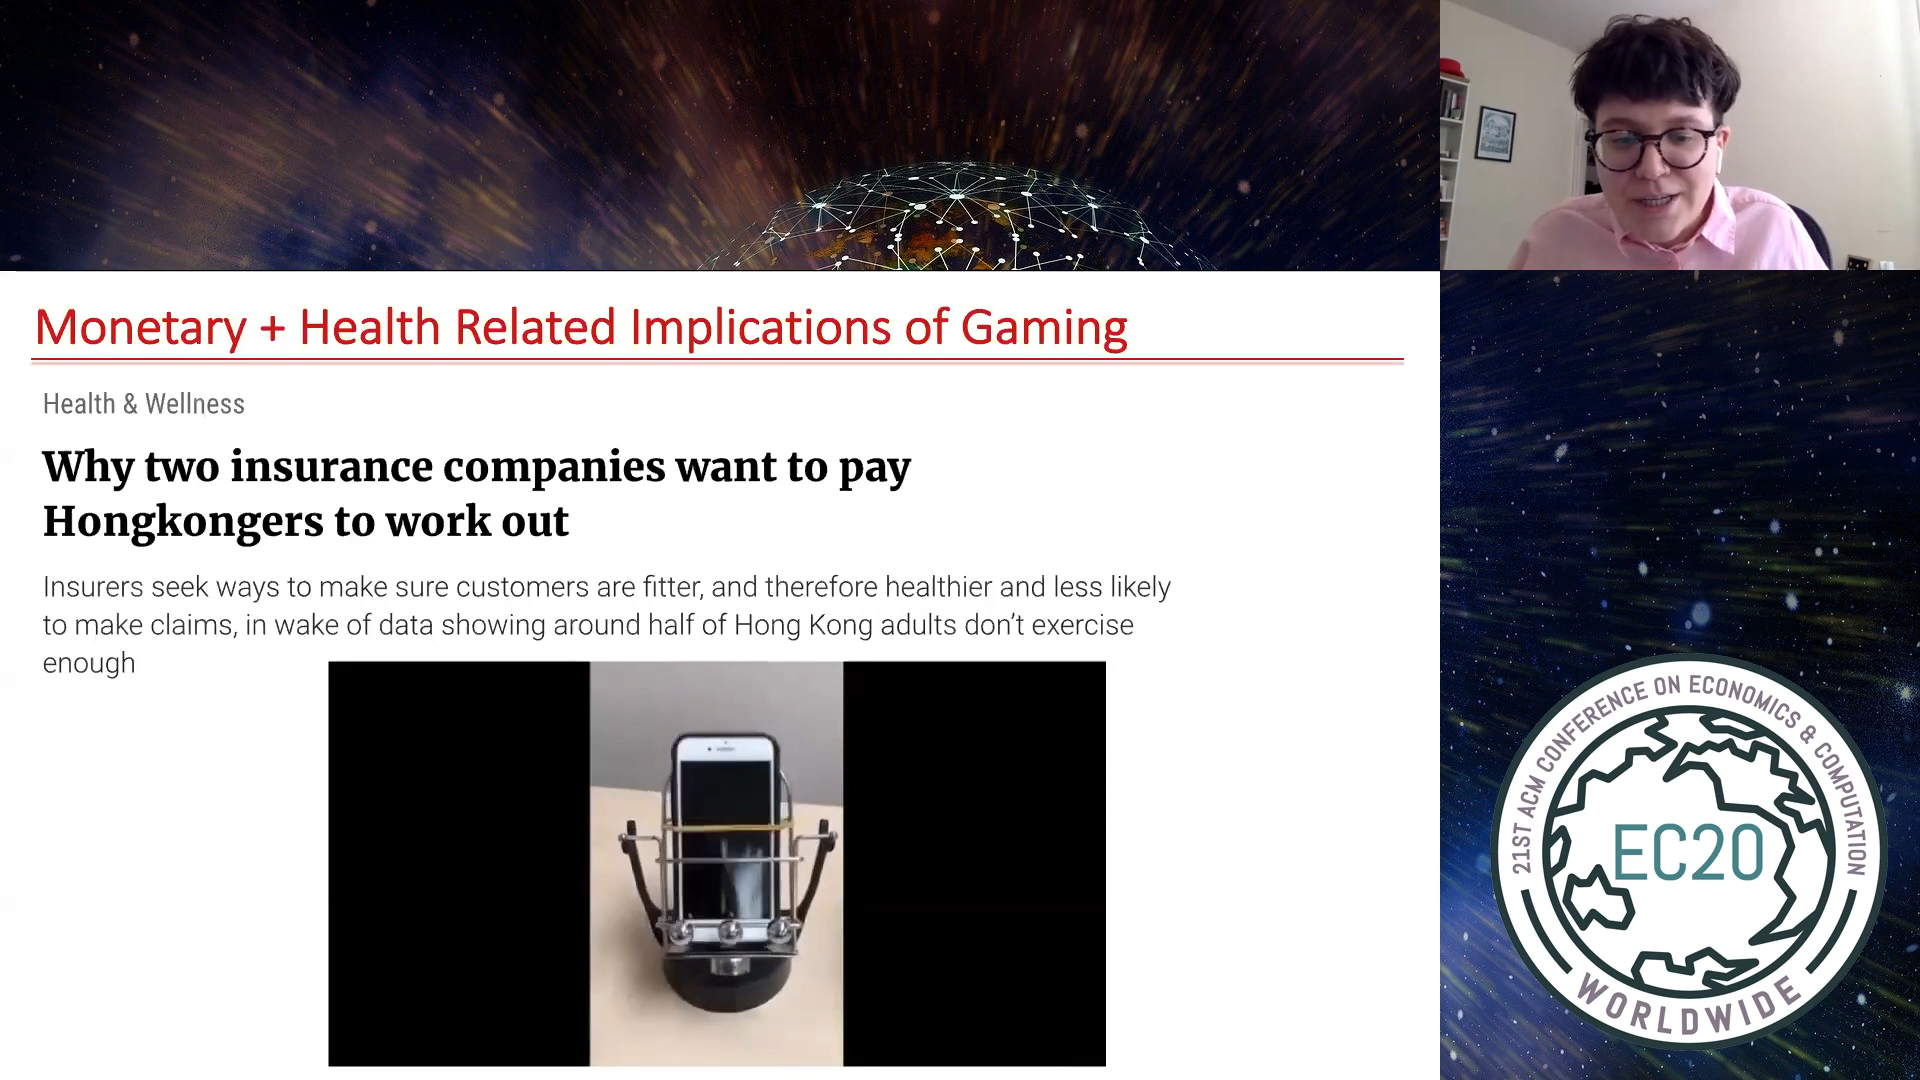 Monetary + Health Related Implications of Gaming
Health & Wellness
Why two insurance companies want to pay
Hongkongers to work out
Insurers seek ways to make sure customers are fitter, and therefore healthier and less likely
to make claims, in wake of data showing around half of Hong Kong adults don’t exercise
enough
21ST ACM CONFERENCE ON ECONOMICS & COMPUTATION
EC20
WORLDWIDE